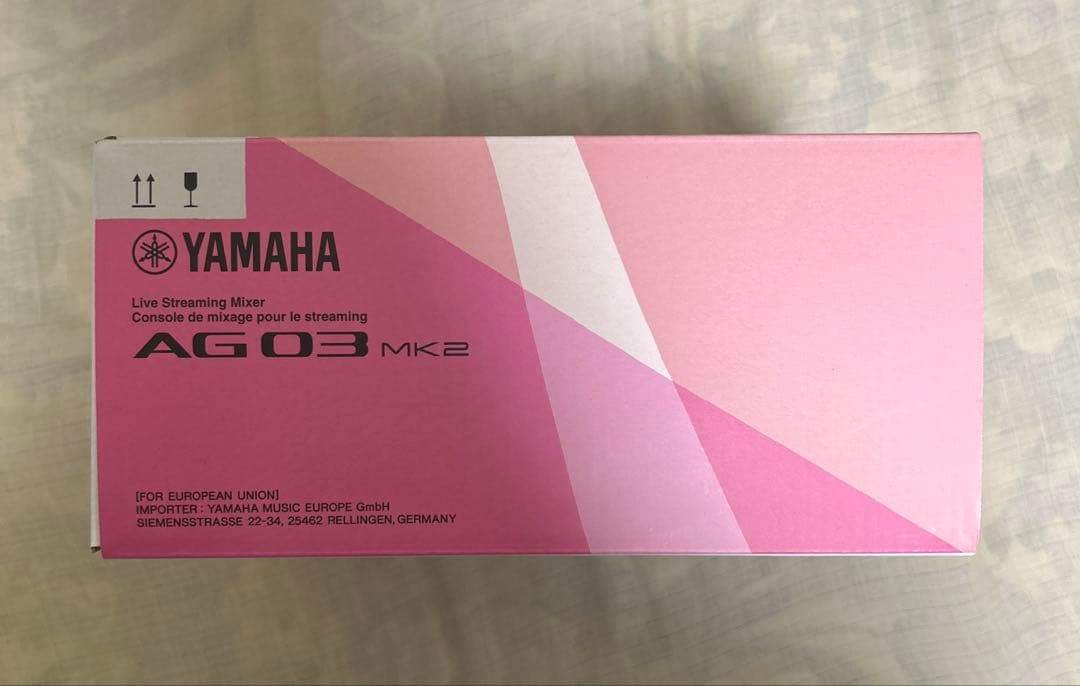 YAMAHA
Live Streaming Mixer
Console de mixage pour le streaming
AG03 MK2
[FOR EUROPEAN UNION]
IMPORTER : YAMAHA MUSIC EUROPE GmbH
SIEMENSSTRASSE 22-34, 25462 RELLINGEN, GERMANY